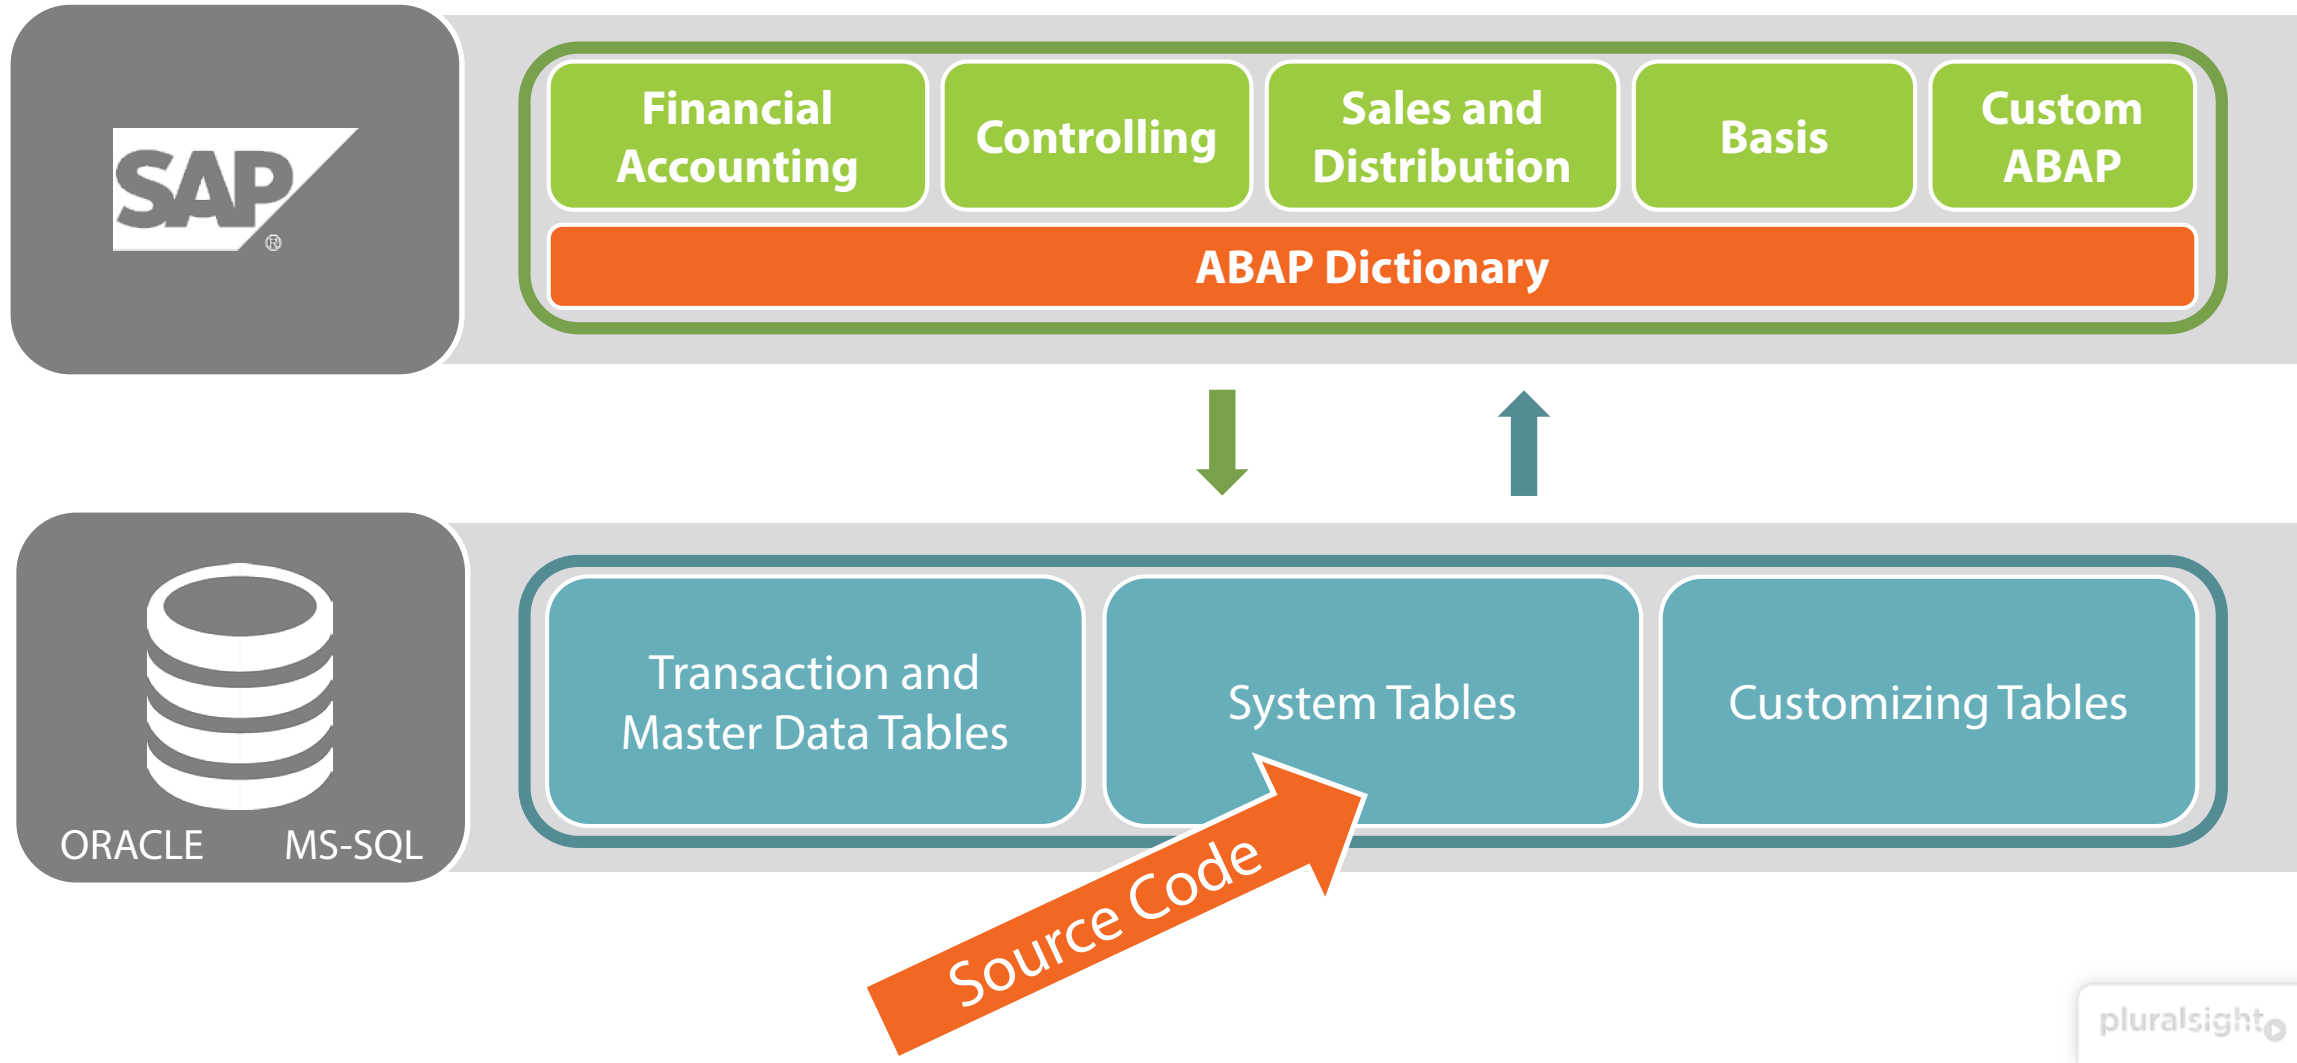 SAP
®
Financial
Accounting
Controlling
Sales and
Distribution
Basis
Custom
ABAP
ABAP Dictionary
ORACLE MS-SQL
Transaction and
Master Data Tables
System Tables
Customizing Tables
Source Code
pluralsight